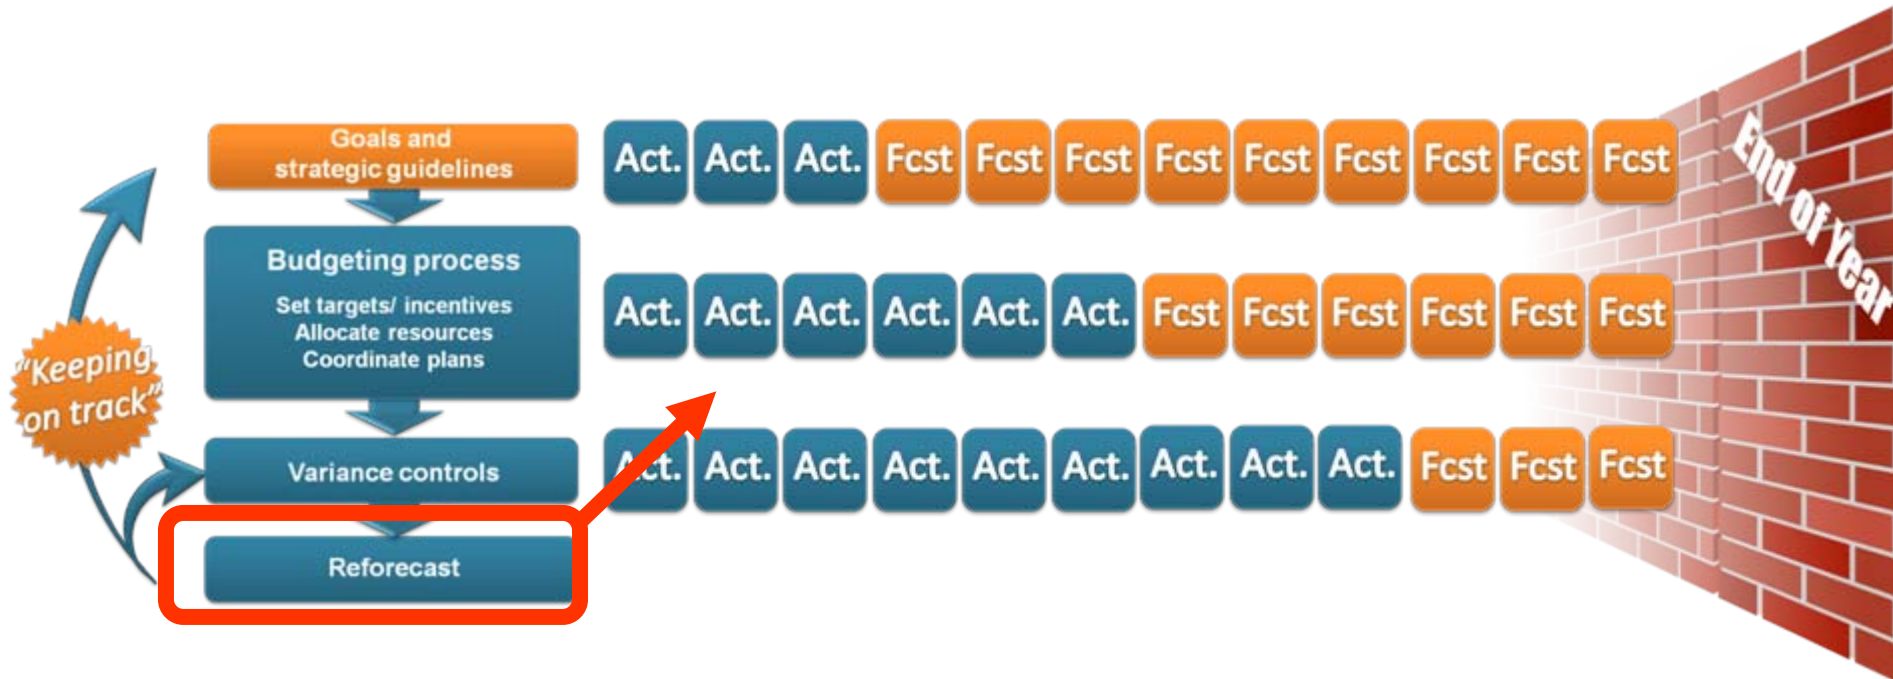 Goals and
strategic guidelines
Act. Act. Act. Fcst Fcst Fcst Fcst Fcst Fcst Fcst Fcst Fcst
End of Year
Budgeting process
Set targets/ incentives
Allocate resources
Coordinate plans
Act. Act. Act. Act. Act. Act. Fcst Fcst Fcst Fcst Fcst Fcst
"Keeping
on track"
Variance controls
Act. Act. Act. Act. Act. Act. Act. Act. Act. Fcst Fcst Fcst
Reforecast